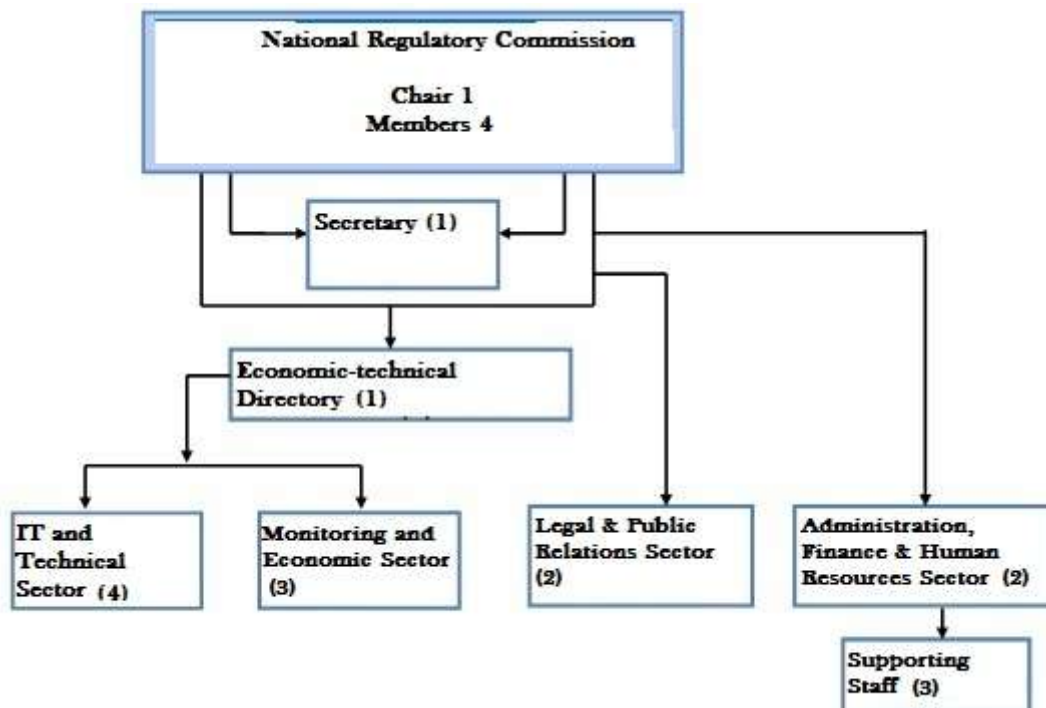 National Regulatory Commission
Chair 1
Members 4
Secretary (1)
Economic-technical
Directory (1)
IT and
Technical
Sector (4)
Monitoring and
Economic Sector
(3)
Legal & Public
Relations Sector
(2)
Administration,
Finance & Human
Resources Sector (2)
Supporting
Staff (3)